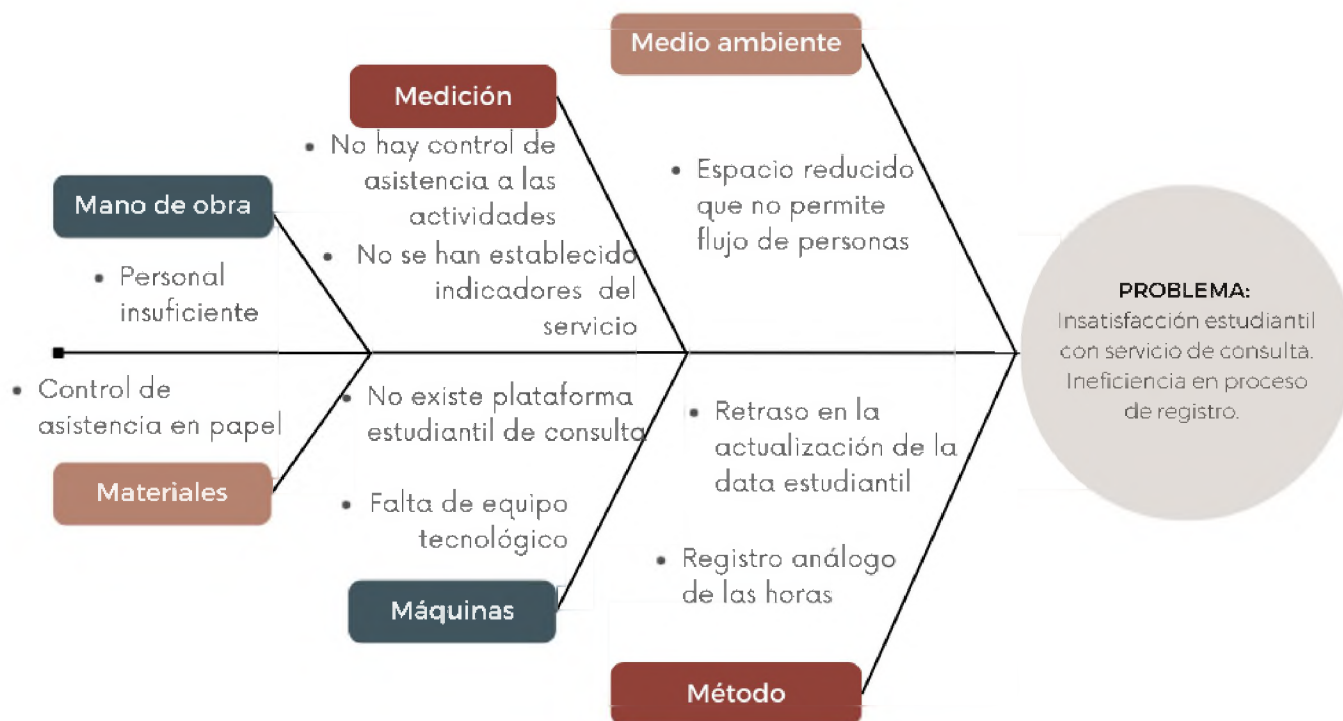 Medio ambiente
Medición
• No hay control de
asistencia a las
actividades
• Espacio reducido
que no permite
flujo de personas
Mano de obra
• No se han establecido
indicadores del
servicio
• Personal
insuficiente
PROBLEMA:
Insatisfacción estudiantil
con servicio de consulta.
Ineficiencia en proceso
de registro.
• Control de
asistencia en papel
• No existe plataforma
estudiantil de consulta
• Retraso en la
actualización de la
data estudiantil
Materiales
• Falta de equipo
tecnológico
• Registro análogo
de las horas
Máquinas
Método